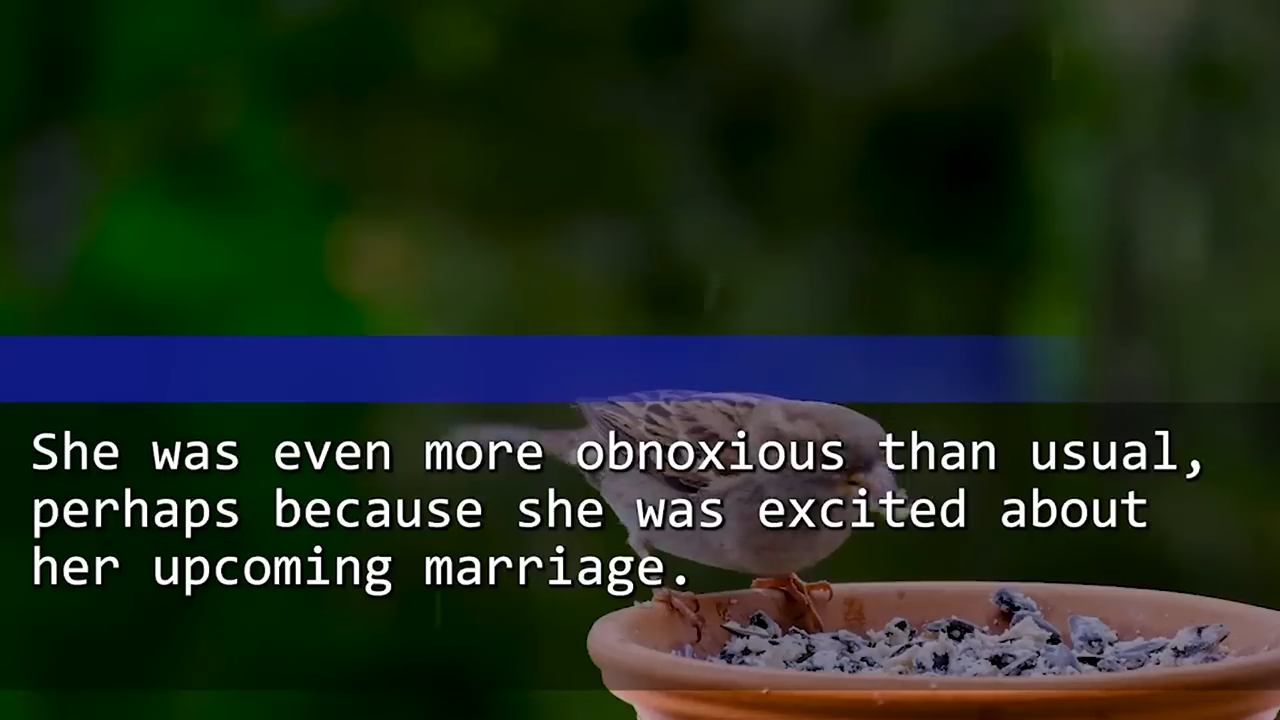 She was even more obnoxious than usual,
perhaps because she was excited about
her upcoming marriage.